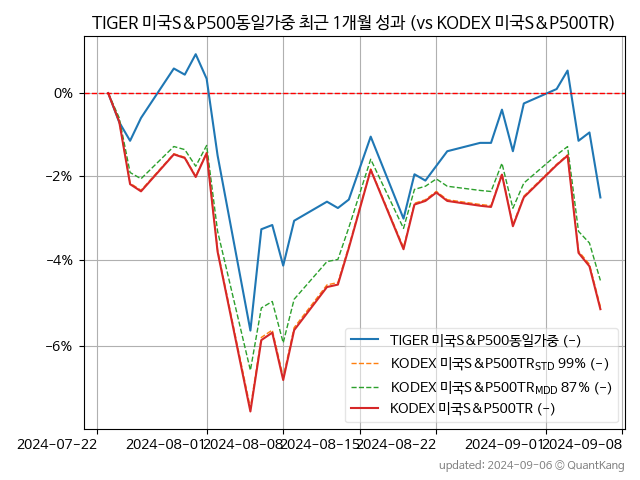 TIGER 미국S&P500동일가중 최근 1개월 성과 (vs KODEX 미국S&P500TR)
0%
−2%
−4%
−6%
TIGER 미국S&P500동일가중 (-)
KODEX 미국S&P500TRSTD 99% (-)
KODEX 미국S&P500TRMDD 87% (-)
KODEX 미국S&P500TR (-)
2024-07-22 2024-08-01 2024-08-08 2024-08-15 2024-08-22 2024-09-01 2024-09-08
updated: 2024-09-06 © QuantKang